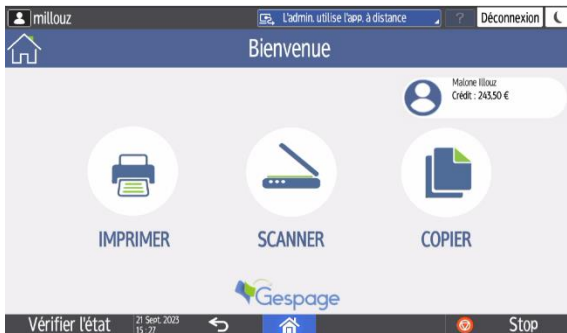 millouz
L'admin. utilise l'app. à distance
?
Déconnexion
Bienvenue
Malone Illouz
Crédit : 243,50 €
IMPRIMER
SCANNER
COPIER
Gespage
Vérifier l'état
21 Sept. 2023
15 : 27
Stop